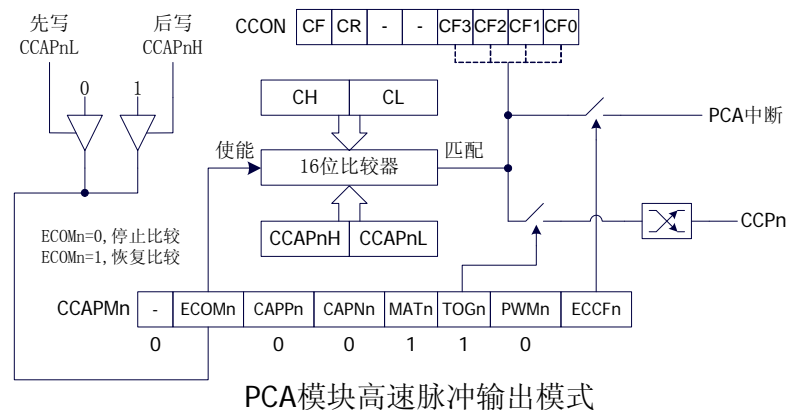 先写
CCAPnL
后写
CCAPnH
CCON CF CR - - CF3 CF2 CF1 CF0
0 1
CH CL
PCA中断
使能
16位比较器
匹配
CCPn
ECOMn=0,停止比较
ECOMn=1,恢复比较
CCAPnH CCAPnL
CCAPMn - ECOMn CAPPn CAPNn MATn TOGn PWMn ECCFn
0 0 0 1 1 0
PCA模块高速脉冲输出模式